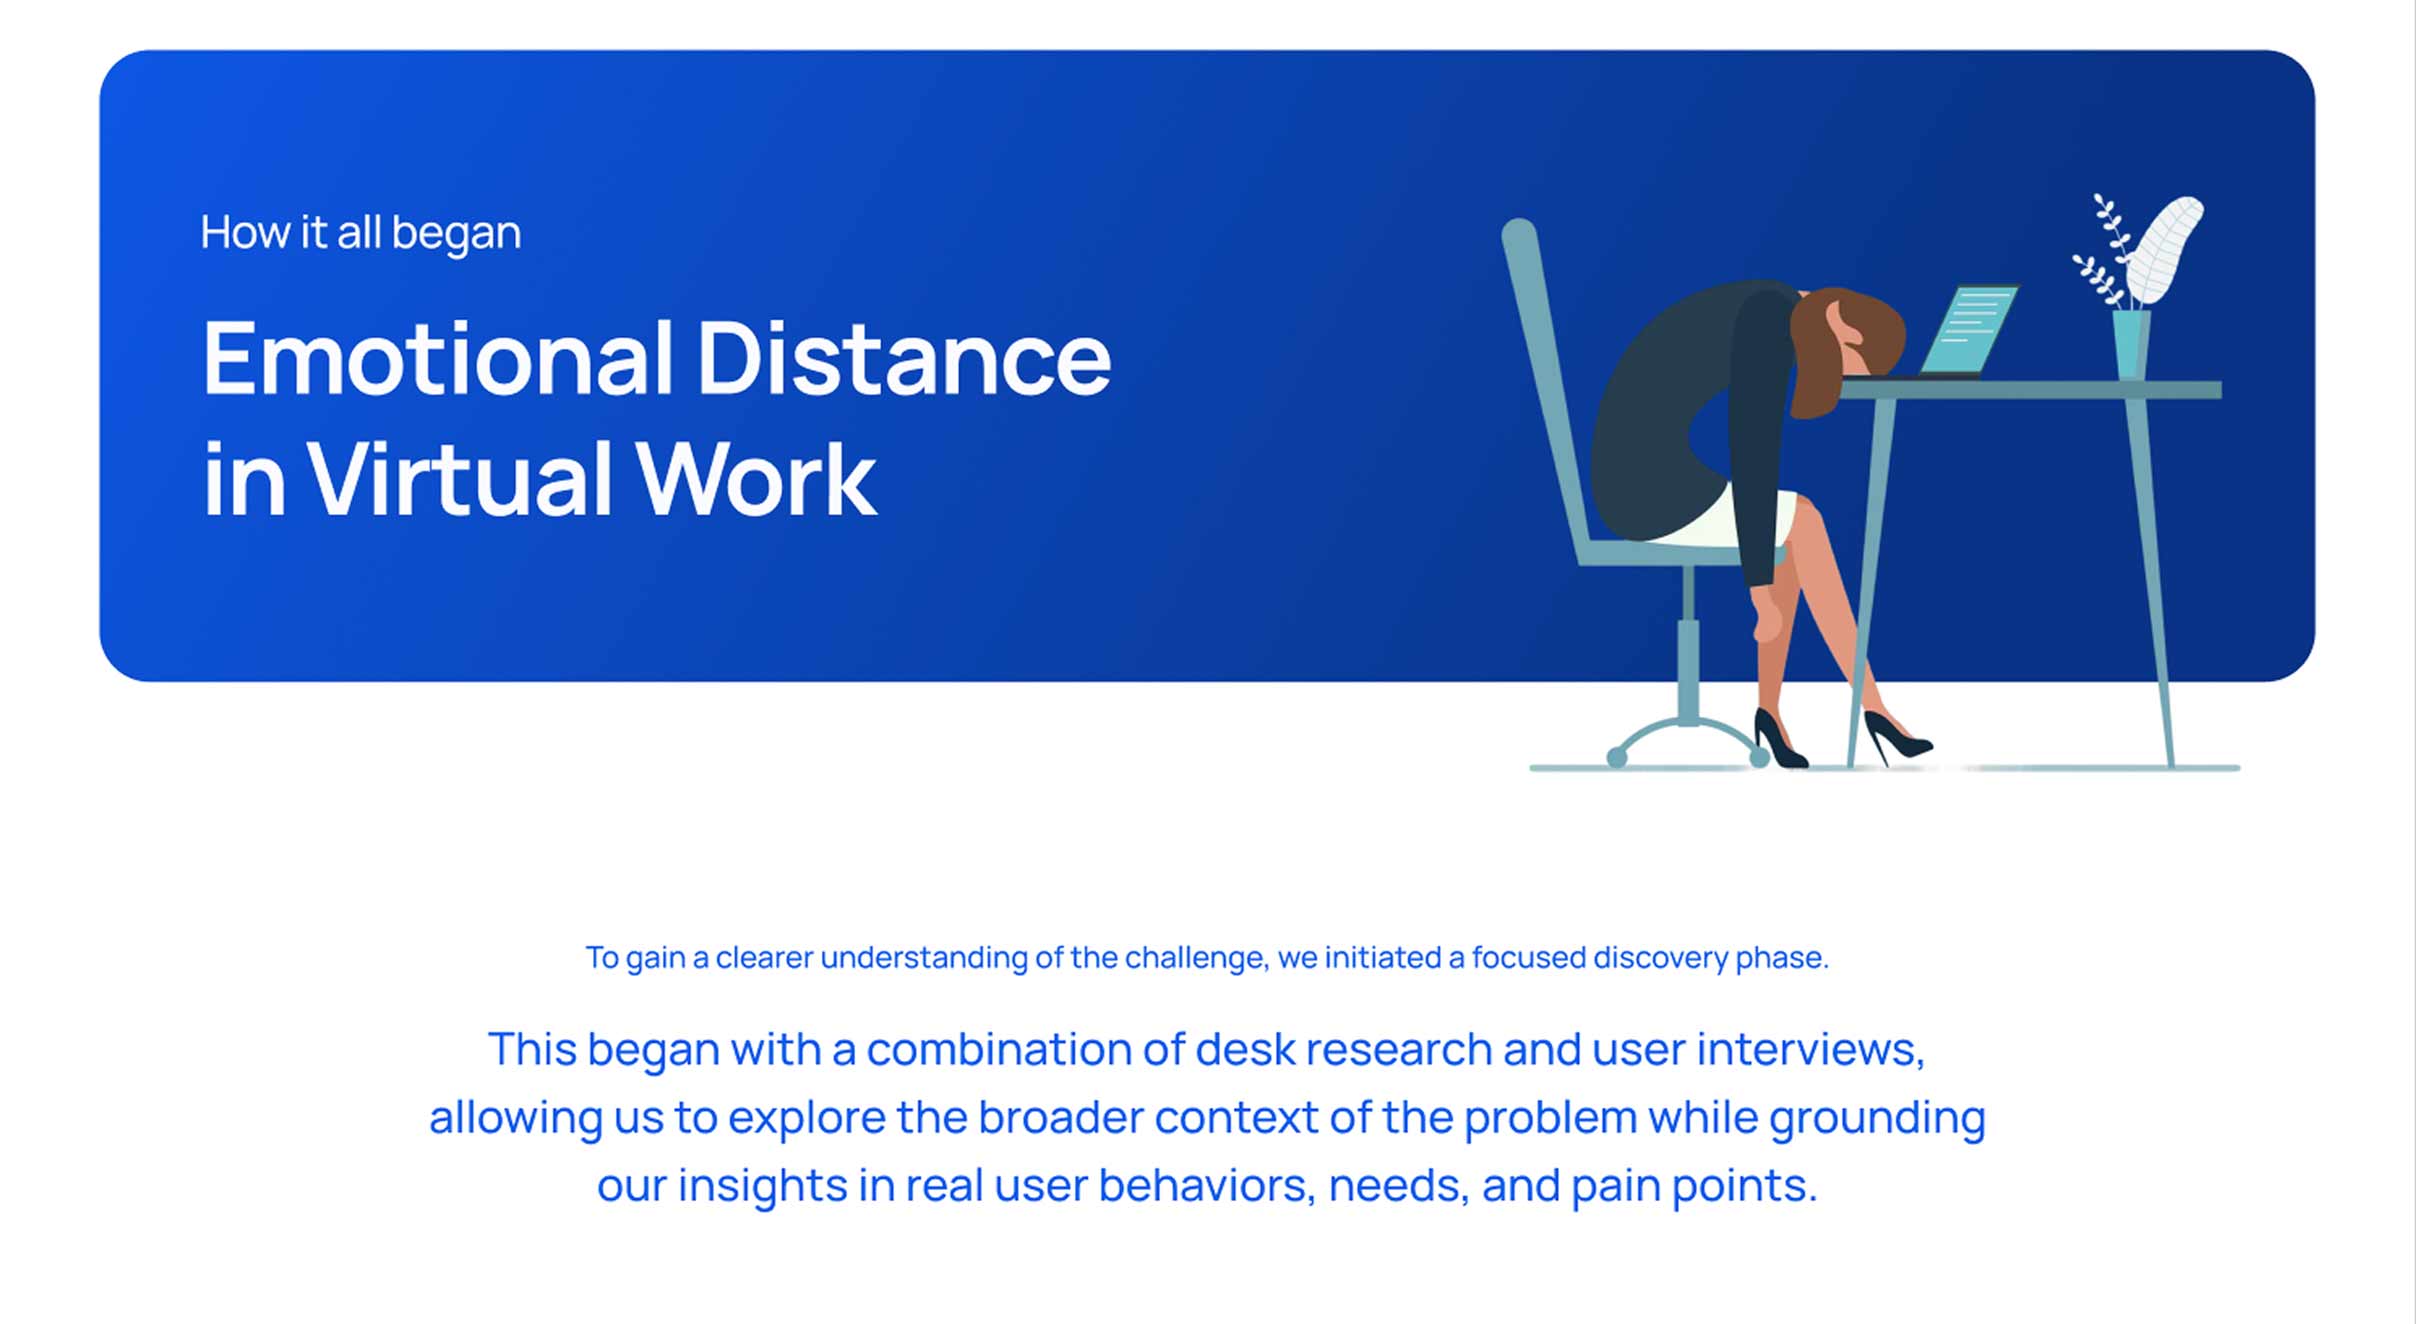 How it all began
Emotional Distance
in Virtual Work
To gain a clearer understanding of the challenge, we initiated a focused discovery phase.
This began with a combination of desk research and user interviews,
allowing us to explore the broader context of the problem while grounding
our insights in real user behaviors, needs, and pain points.